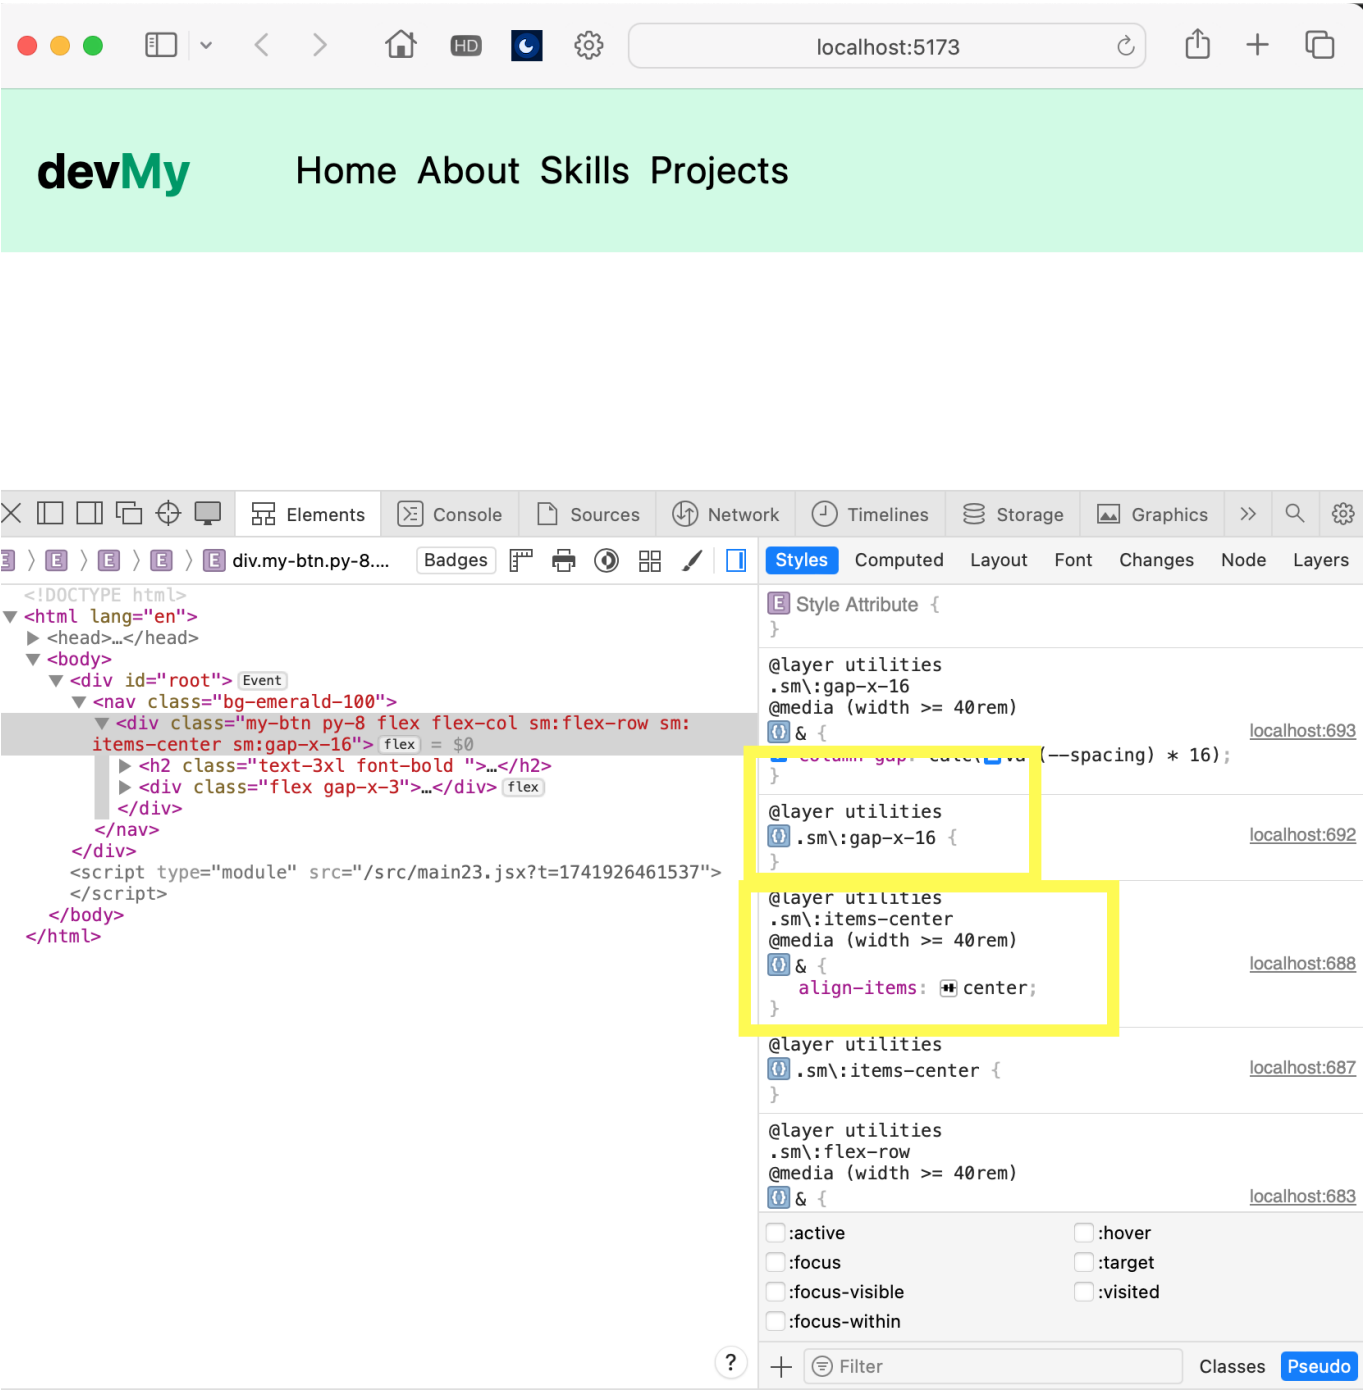 HD
localhost:5173
devMy
Home About Skills Projects
Elements
Console
Sources
Network
Timelines
Storage
Graphics
E
E
E
E
E div.my-btn.py-8....
Badges
Styles
Computed
Layout
Font
Changes
Node
Layers
<!DOCTYPE html>
<html lang="en">
<head>…</head>
<body>
<div id="root"> Event
<nav class="bg-emerald-100">
<div class="my-btn py-8 flex flex-col sm:flex-row sm:
items-center sm:gap-x-16"> flex = $0
<h2 class="text-3xl font-bold ">…</h2>
<div class="flex gap-x-3">…</div> flex
</div>
</nav>
</div>
<script type="module" src="/src/main23.jsx?t=1741926461537">
</script>
</body>
</html>
E Style Attribute {
}
@layer utilities
.sm\:gap-x-16
@media (width >= 40rem)
{} & {
localhost:693
column-gap: calc( va (--spacing) * 16);
}
@layer utilities
{} .sm\:gap-x-16 {
localhost:692
}
@layer utilities
.sm\:items-center
@media (width >= 40rem)
{} & {
localhost:688
align-items: center;
}
@layer utilities
{} .sm\:items-center {
localhost:687
}
@layer utilities
.sm\:flex-row
@media (width >= 40rem)
{} & {
localhost:683
:active
:hover
:focus
:target
:focus-visible
:visited
:focus-within
?
Filter
Classes
Pseudo